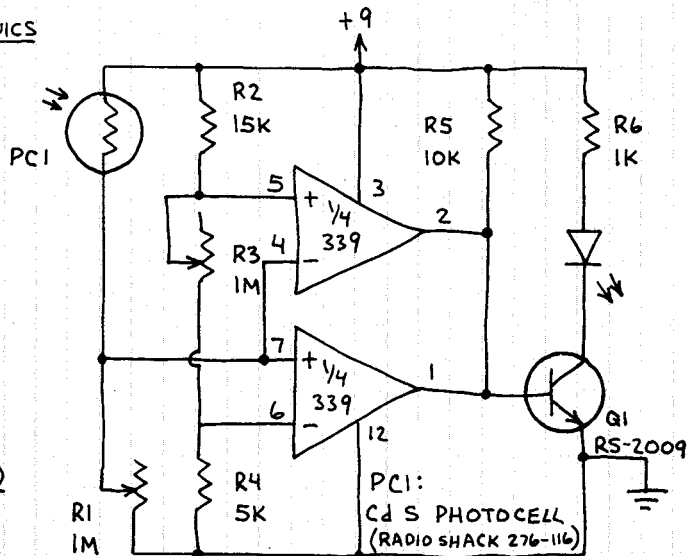 +9
R2
15K
R5
10K
R6
1K
PC1
5
+
3
1/4
339
2
4
-
R3
1M
7
+
1/4
339
1
6
-
12
Q1
RS-2009
R4
5K
R1
1M
PC1:
CdS PHOTOCELL
(RADIO SHACK 276-116)